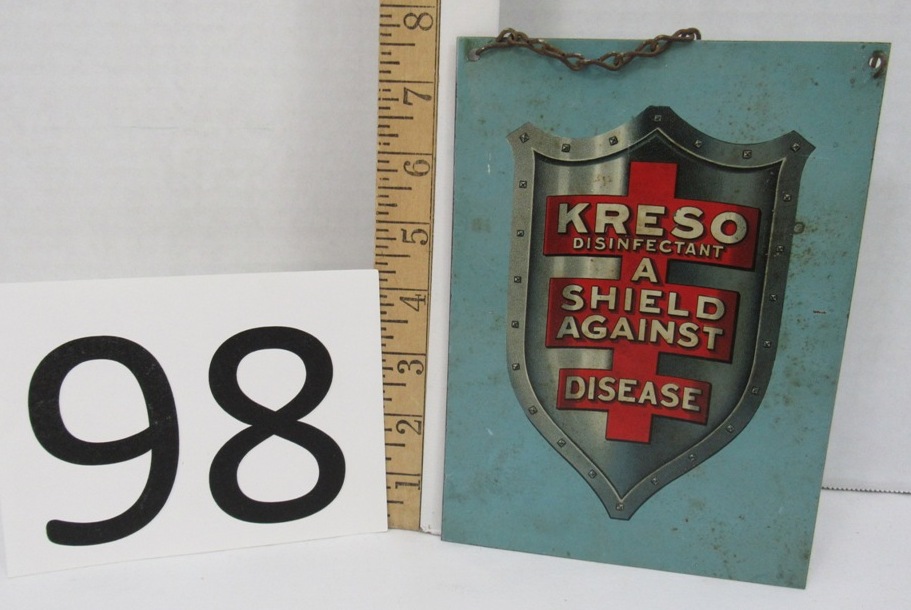 98
8
7
6
5
4
3
2
1
KRESO
DISINFECTANT
A
SHIELD
AGAINST
DISEASE